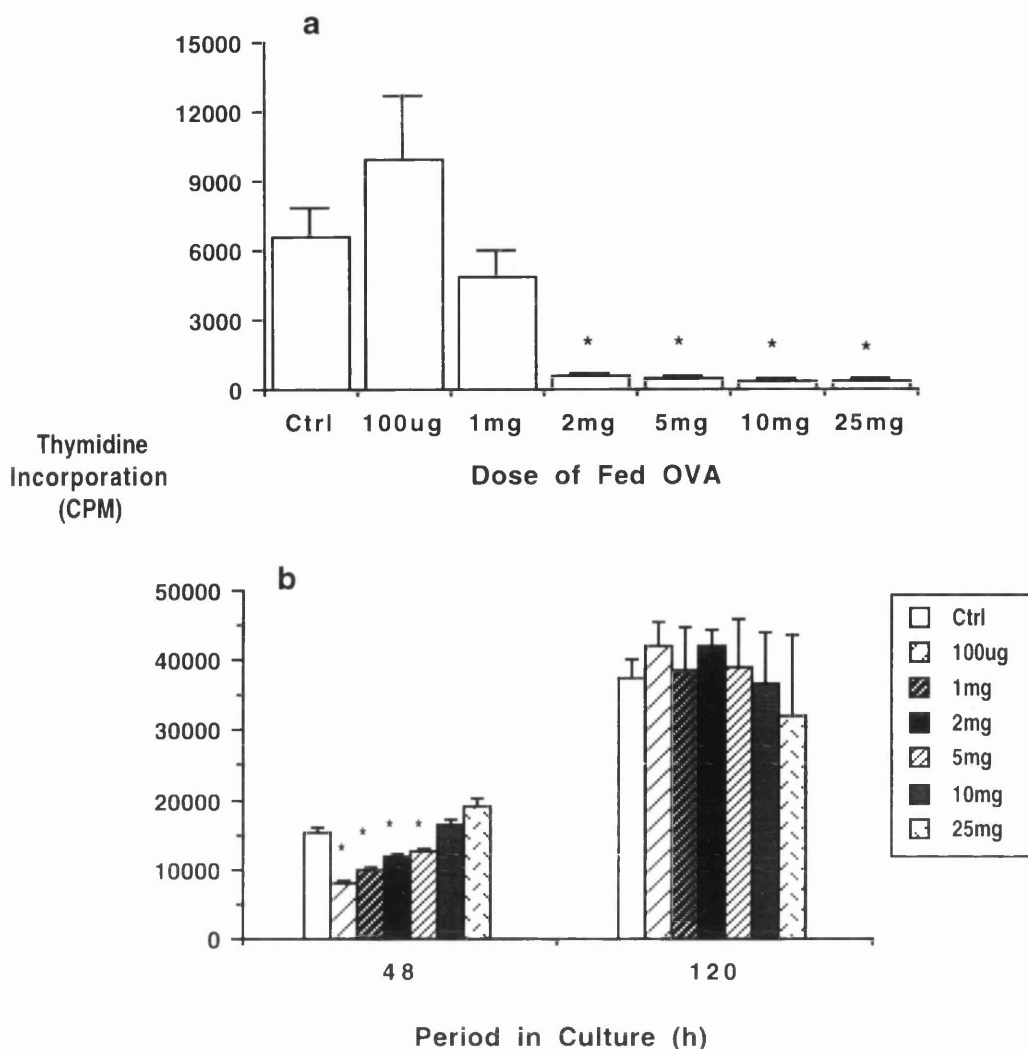 a
15000
12000
9000
6000
3000
0
* * * *
Ctrl 100ug 1mg 2mg 5mg 10mg 25mg
Dose of Fed OVA
Thymidine
Incorporation
(CPM)
b
50000
40000
30000
20000
10000
0
* * * *
48 120
Period in Culture (h)
Ctrl
100ug
1mg
2mg
5mg
10mg
25mg